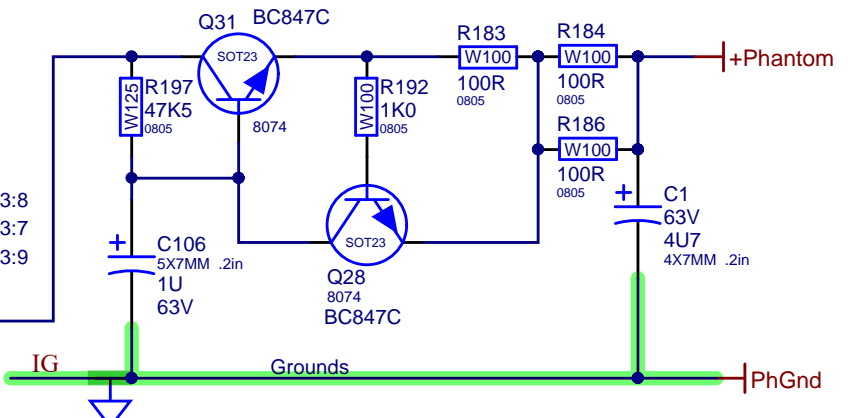 Q31 BC847C
SOT23
8074
R197
47K5
0805
W125
R192
1K0
0805
W100
R183
W100
100R
0805
R184
W100
100R
0805
+Phantom
R186
W100
100R
0805
3:8
3:7
3:9
+
C106
5X7MM .2in
1U
63V
SOT23
Q28
8074
BC847C
+
C1
63V
4U7
4X7MM .2in
IG
Grounds
PhGnd